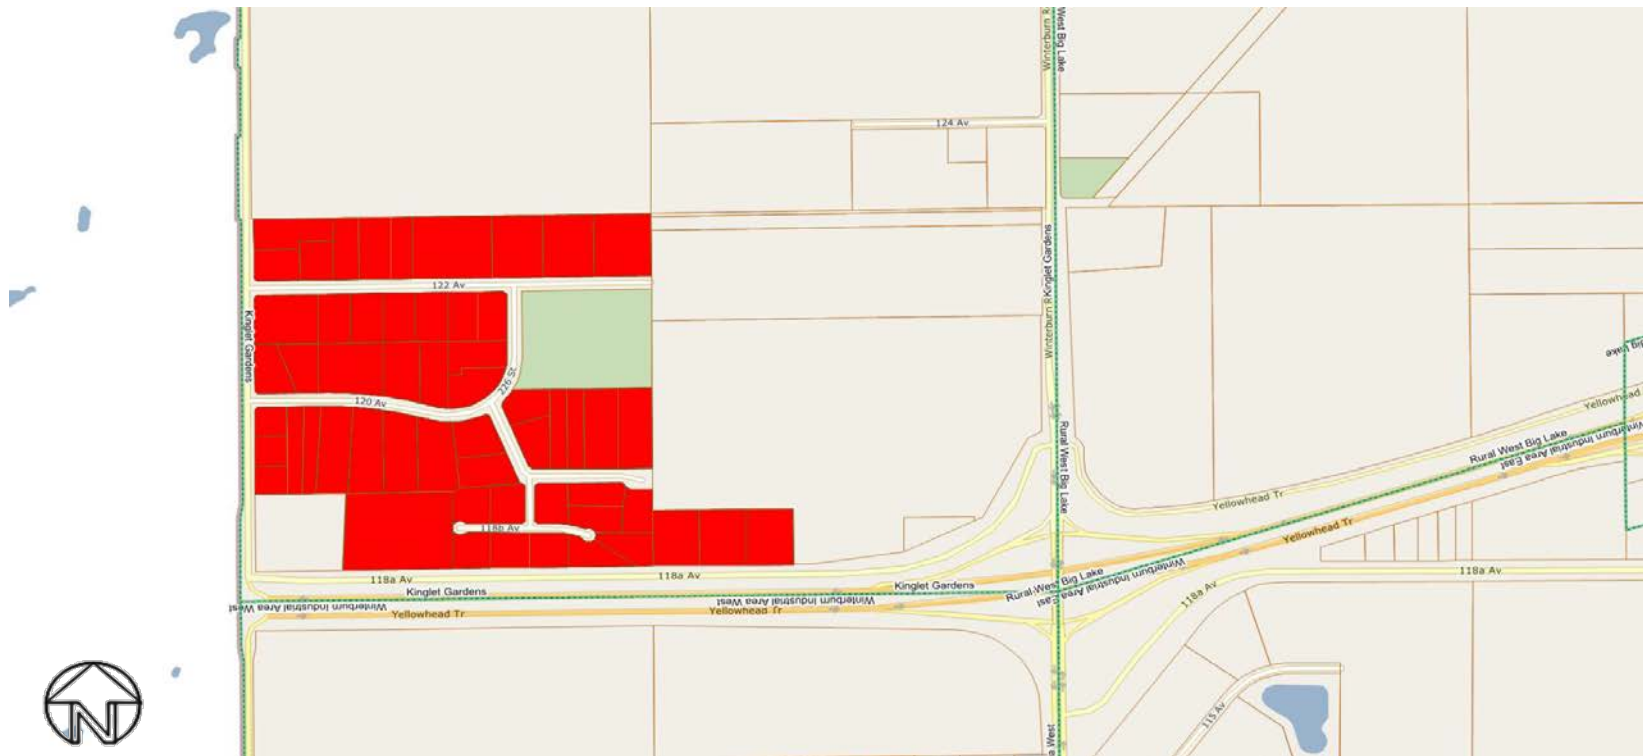 Winterburn R
West Big Lake
124 Av
Kinglet Gardens
Winterburn R
122 Av
Kinglet Gardens
226 St
120 Av
Big Lake
Yellowhead
Rural West Big Lake
Rural West Big Lake
Winterburn Industrial Area East
Yellowhead Tr
118b Av
Yellowhead Tr
118a Av
118a Av
118a Av
Kinglet Gardens
Kinglet Gardens
Rural West Big Lake
Winterburn Industrial Area East
118a Av
Winterburn Industrial Area West
Winterburn Industrial Area West
Yellowhead Tr
Yellowhead Tr
115 Av
a West
N